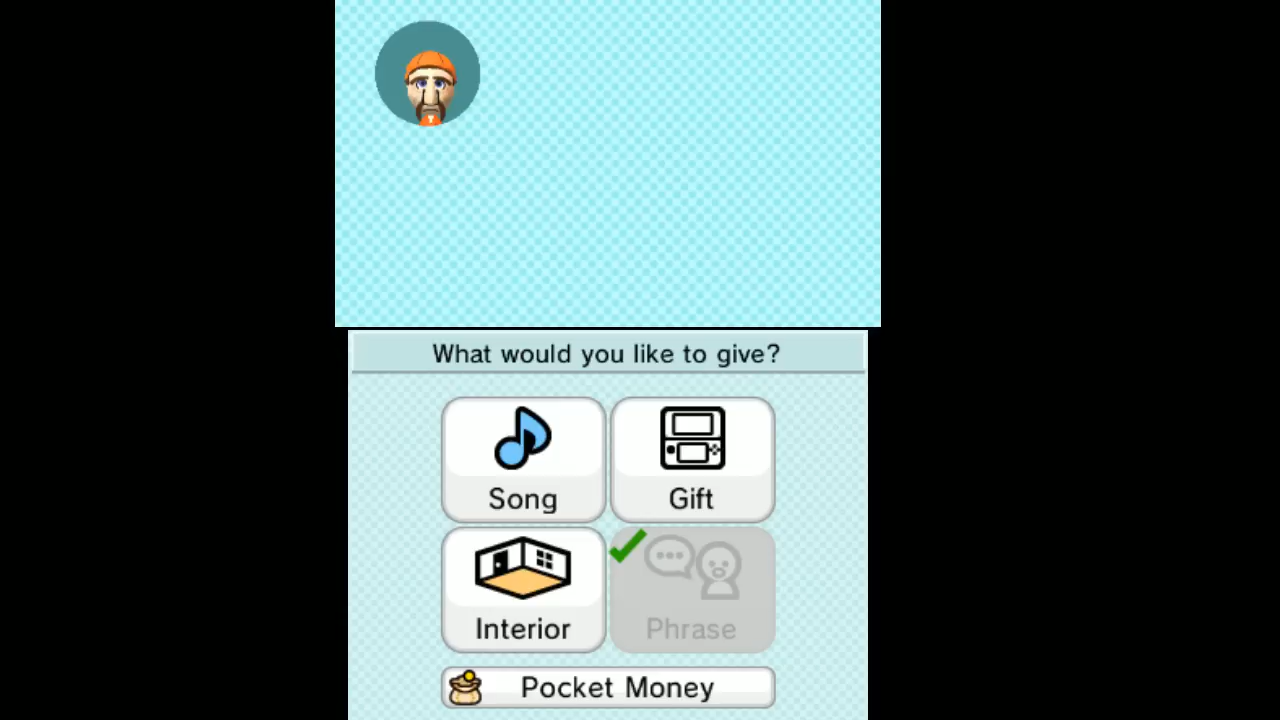 What would you like to give?
Song
Gift
Interior
Phrase
Pocket Money